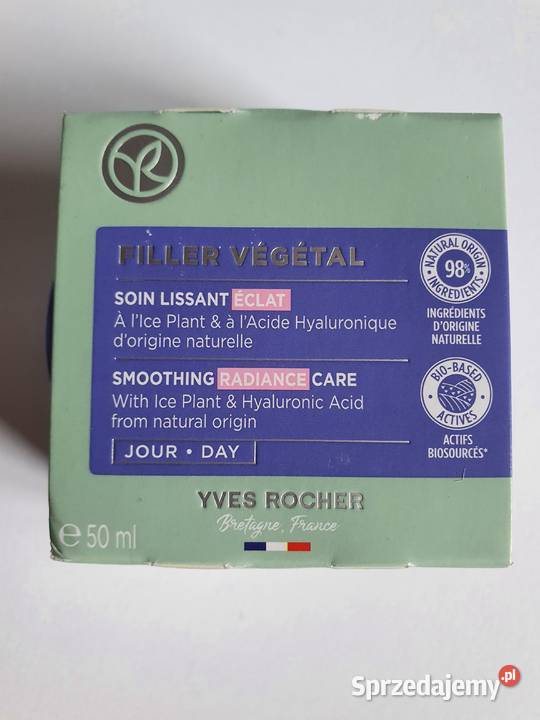 YR
FILLER VÉGÉTAL
SOIN LISSANT ÉCLAT
À l'Ice Plant & à l'Acide Hyaluronique
d'origine naturelle
SMOOTHING RADIANCE CARE
With Ice Plant & Hyaluronic Acid
from natural origin
JOUR • DAY
NATURAL ORIGIN
98%
INGREDIENTS
INGRÉDIENTS
D'ORIGINE
NATURELLE
BIO-BASED
ACTIVES
ACTIFS
BIOSOURCÉS*
YVES ROCHER
Bretagne, France
e 50 ml
Sprzedajemy.pl